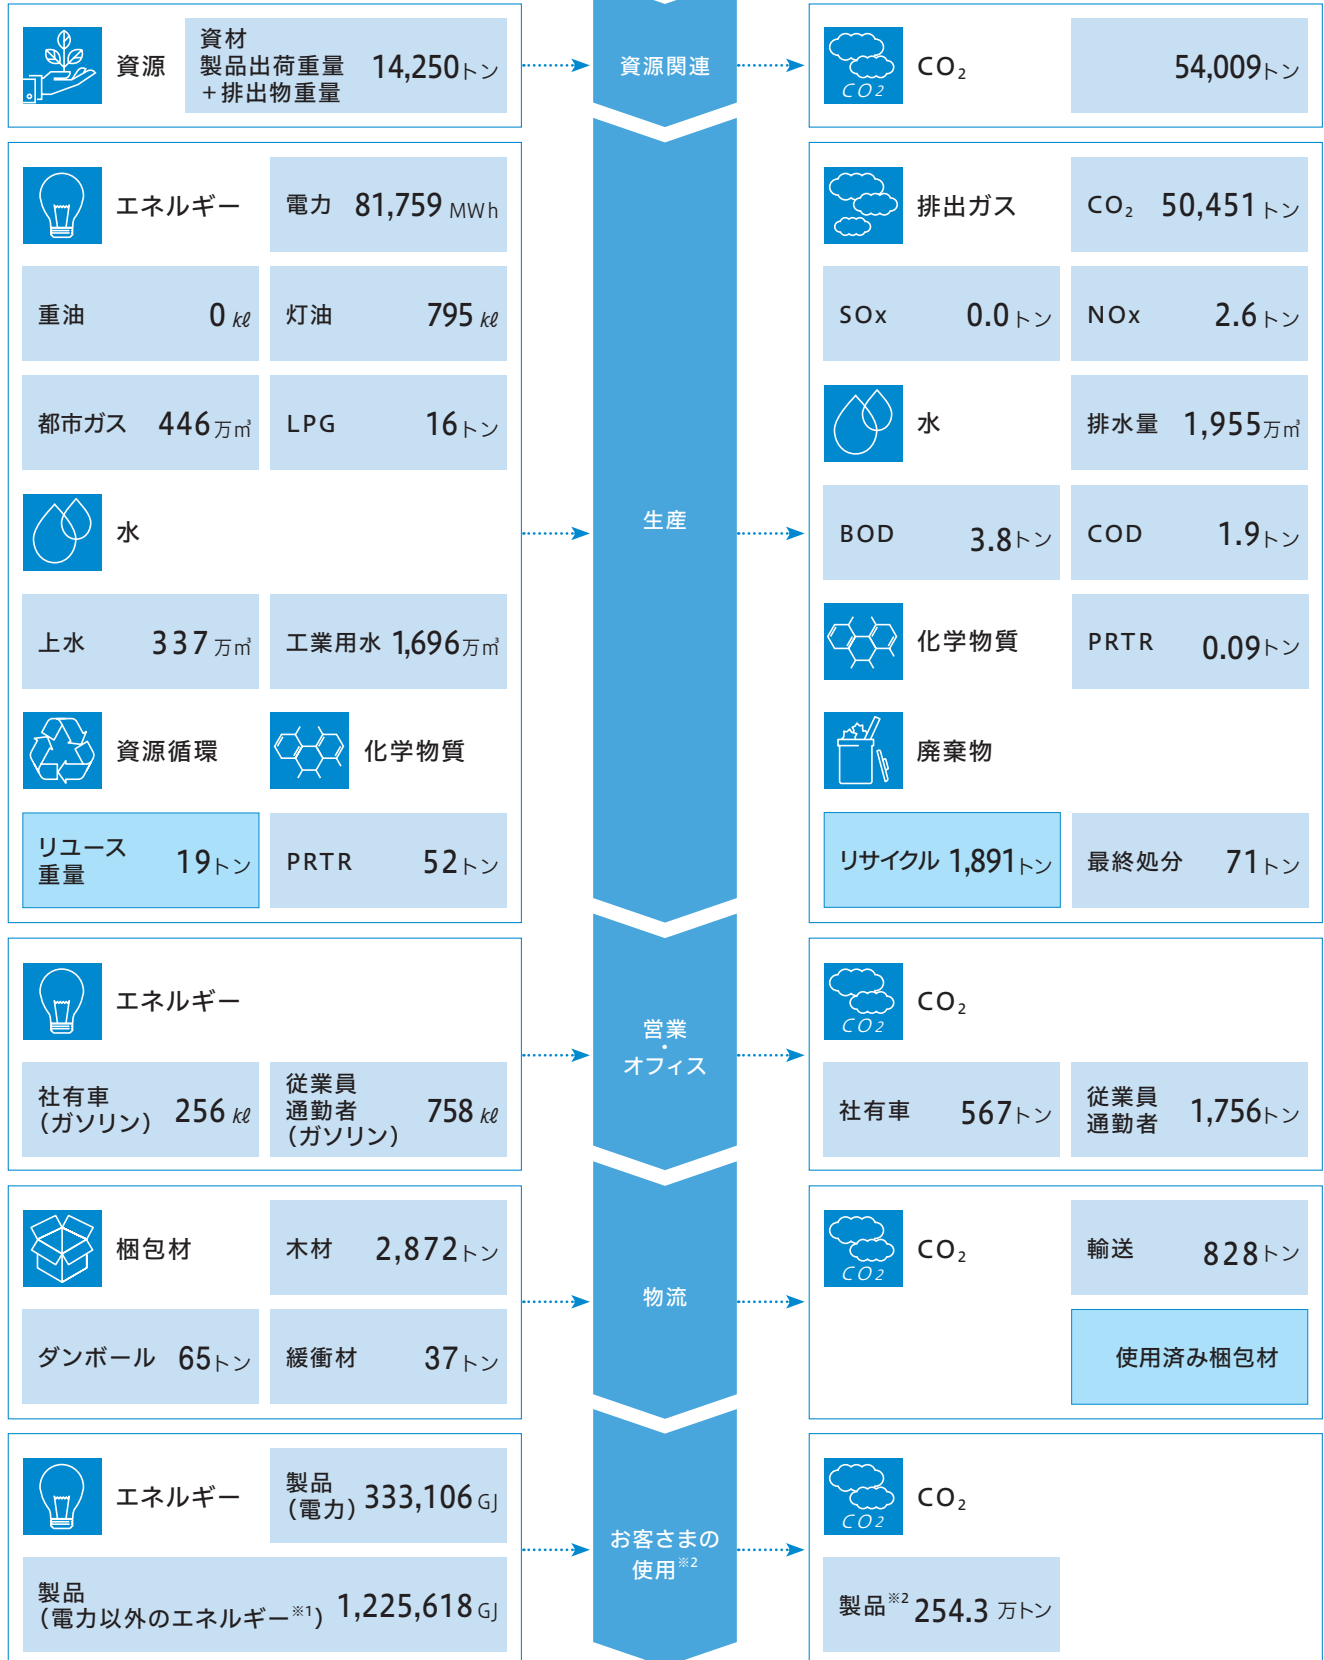 資源
資材
製品出荷重量
+排出物重量
14,250トン
資源関連
CO2
CO₂
54,009トン
エネルギー
電力 81,759 MWh
重油 0 kℓ
灯油 795 kℓ
都市ガス 446万㎥
LPG 16トン
水
上水 337万㎥
工業用水 1,696万㎥
資源循環
化学物質
リユース
重量
19トン
PRTR 52トン
生産
排出ガス
CO₂ 50,451トン
SOx 0.0トン
NOx 2.6トン
水
排水量 1,955万㎥
BOD 3.8トン
COD 1.9トン
化学物質
PRTR 0.09トン
廃棄物
リサイクル 1,891トン
最終処分 71トン
エネルギー
社有車
(ガソリン)
256 kℓ
従業員
通勤者
(ガソリン)
758 kℓ
営業
・
オフィス
CO2
CO₂
社有車 567トン
従業員
通勤者
1,756トン
梱包材
木材 2,872トン
ダンボール 65トン
緩衝材 37トン
物流
CO2
CO₂
輸送 828トン
使用済み梱包材
エネルギー
製品
(電力)
333,106 GJ
製品
(電力以外のエネルギー※1)
1,225,618 GJ
お客さまの
使用※2
CO2
CO₂
製品※2 254.3 万トン